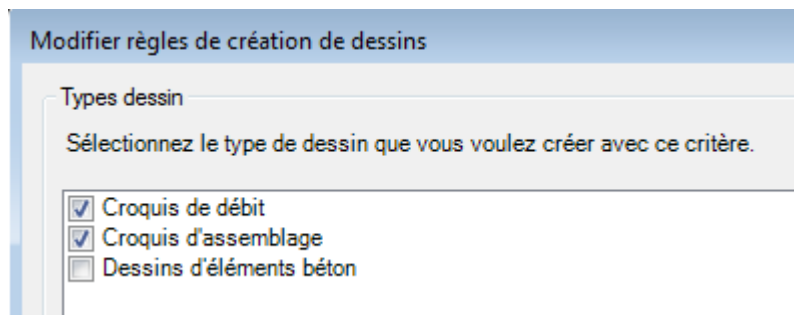 Modifier règles de création de dessins
Types dessin
Sélectionnez le type de dessin que vous voulez créer avec ce critère.
Croquis de débit
Croquis d'assemblage
Dessins d'éléments béton